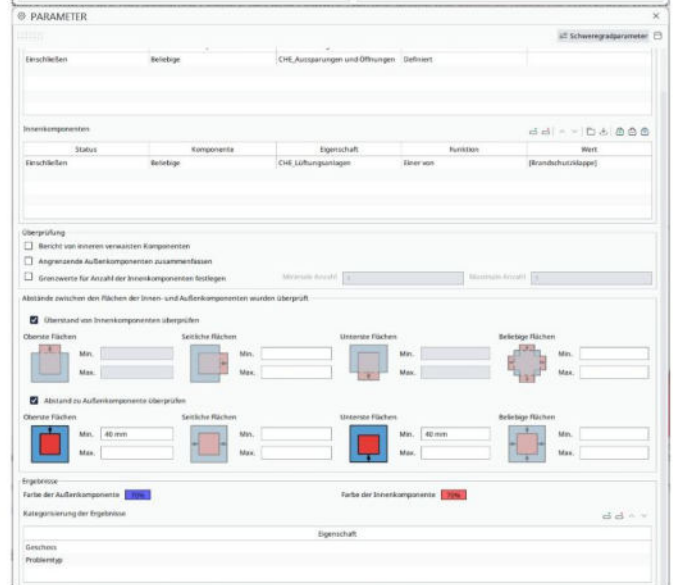 PARAMETER
Schweregradparameter
Einschließen Beliebige CHE_Aussparungen und Öffnungen Definiert
Innenkomponenten
Status Komponente Eigenschaft Funktion Wert
Einschließen Beliebige CHE_Lüftungsanlagen Einer von [Brandschutzklappe]
Überprüfung
Bericht von inneren verwaisten Komponenten
Angrenzende Außenkomponenten zusammenfassen
Grenzwerte für Anzahl der Innenkomponenten festlegen Minimale Anzahl Maximale Anzahl
Abstände zwischen den Flächen der Innen- und Außenkomponenten wurden überprüft
Überstand von Innenkomponenten überprüfen
Oberste Flächen Seitliche Flächen Unterste Flächen Beliebige Flächen
Min. Min. Min. Min.
Max. Max. Max. Max.
Abstand zu Außenkomponente überprüfen
Oberste Flächen Seitliche Flächen Unterste Flächen Beliebige Flächen
Min. 40 mm Min. Min. 40 mm Min.
Max. Max. Max. Max.
Ergebnisse
Farbe der Außenkomponente 70% Farbe der Innenkomponente 70%
Kategorisierung der Ergebnisse
Eigenschaft
Geschoss
Problemtyp